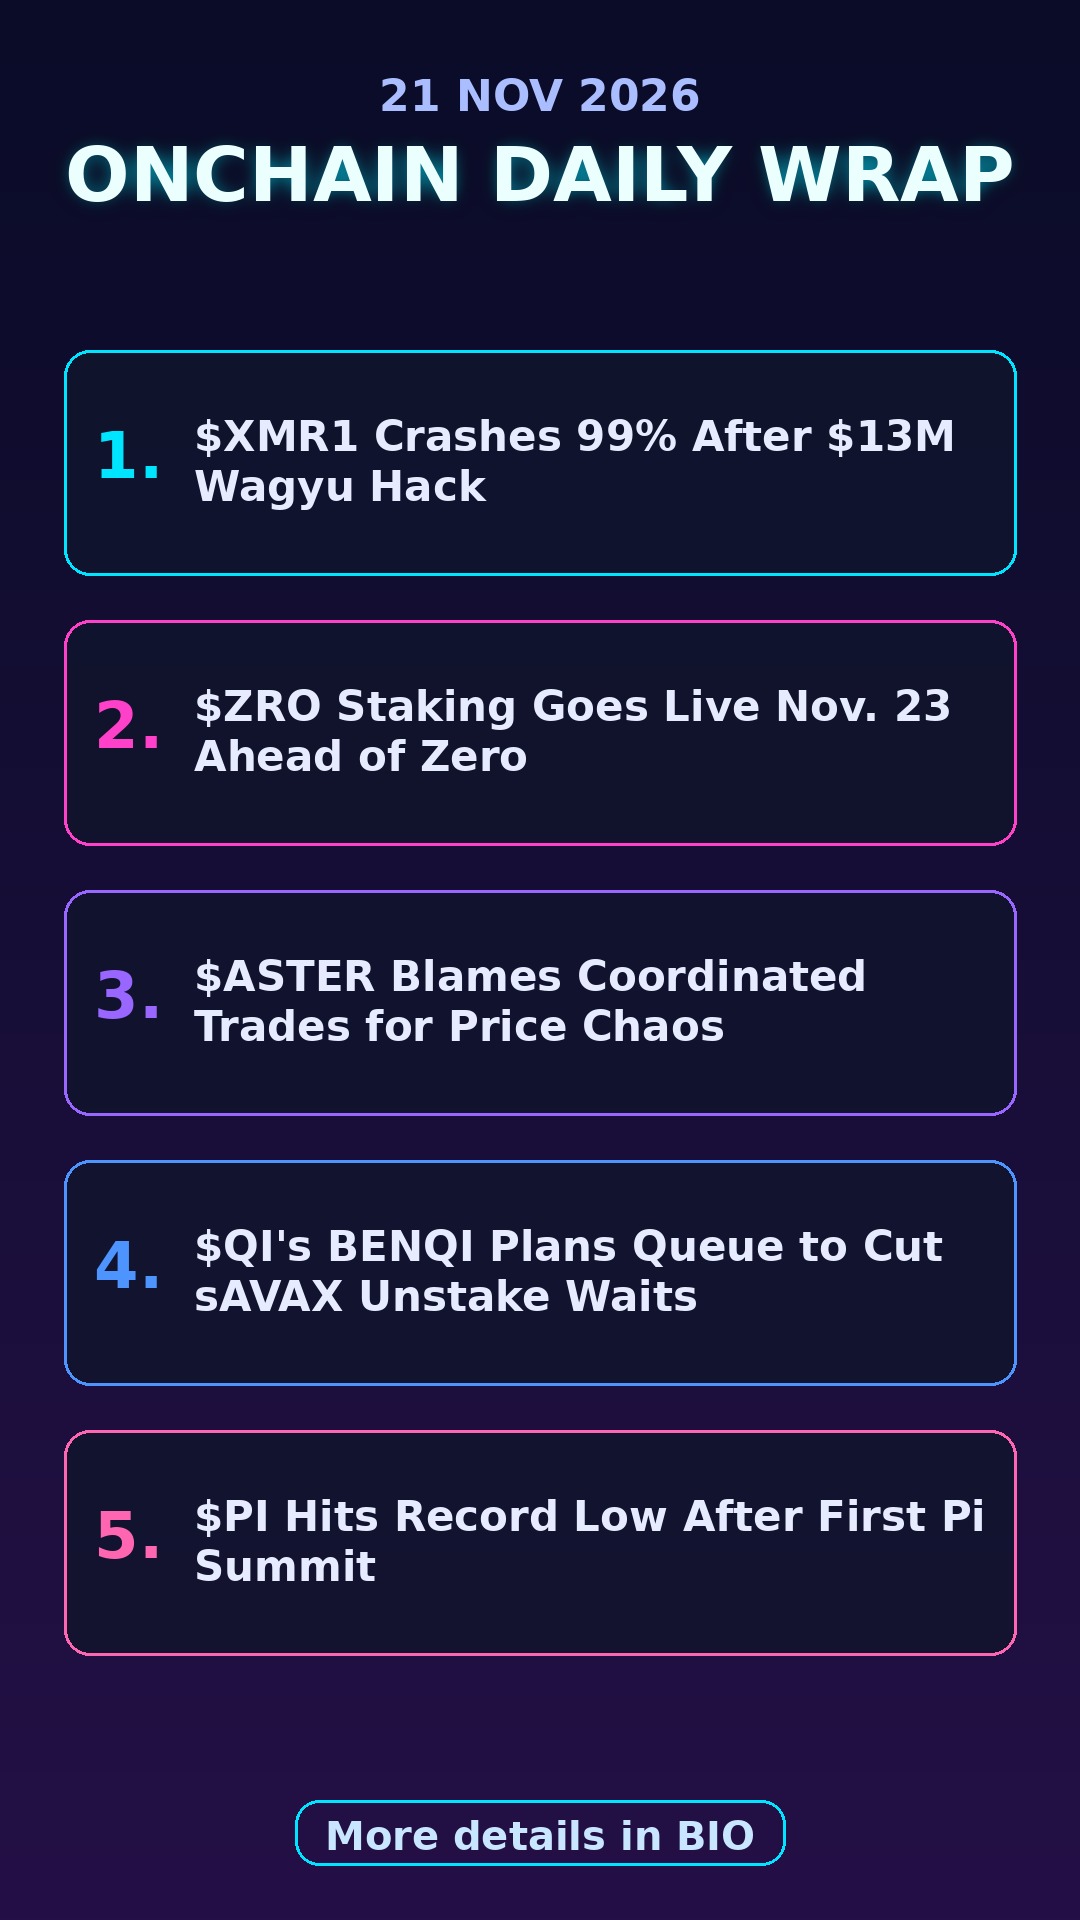 21 NOV 2026
ONCHAIN DAILY WRAP
1.
$XMR1 Crashes 99% After $13M
Wagyu Hack
2.
$ZRO Staking Goes Live Nov. 23
Ahead of Zero
3.
$ASTER Blames Coordinated
Trades for Price Chaos
4.
$QI's BENQI Plans Queue to Cut
sAVAX Unstake Waits
5.
$PI Hits Record Low After First Pi
Summit
More details in BIO